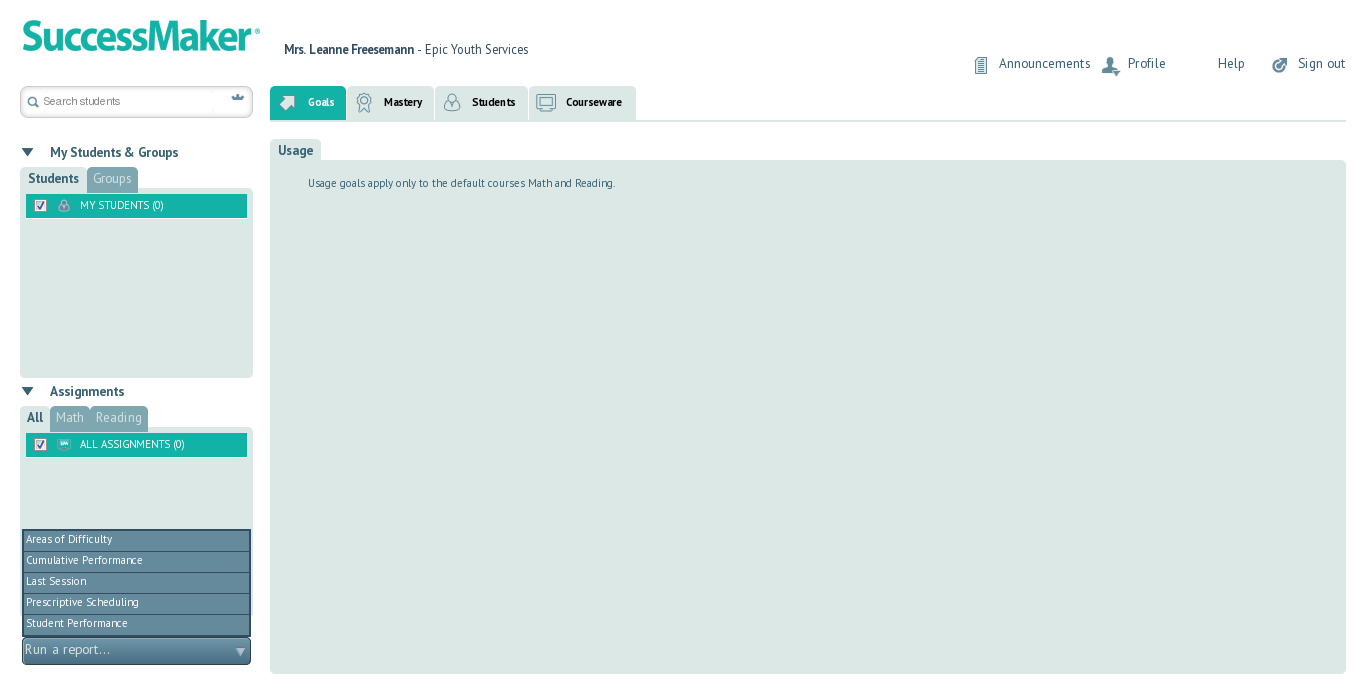 SuccessMaker®
Mrs. Leanne Freesemann - Epic Youth Services
Announcements
Profile
Help
Sign out
Search students
Goals
Mastery
Students
Courseware
My Students & Groups
Students
Groups
MY STUDENTS (0)
Usage
Usage goals apply only to the default courses Math and Reading.
Assignments
All
Math
Reading
ALL ASSIGNMENTS (0)
Areas of Difficulty
Cumulative Performance
Last Session
Prescriptive Scheduling
Student Performance
Run a report...